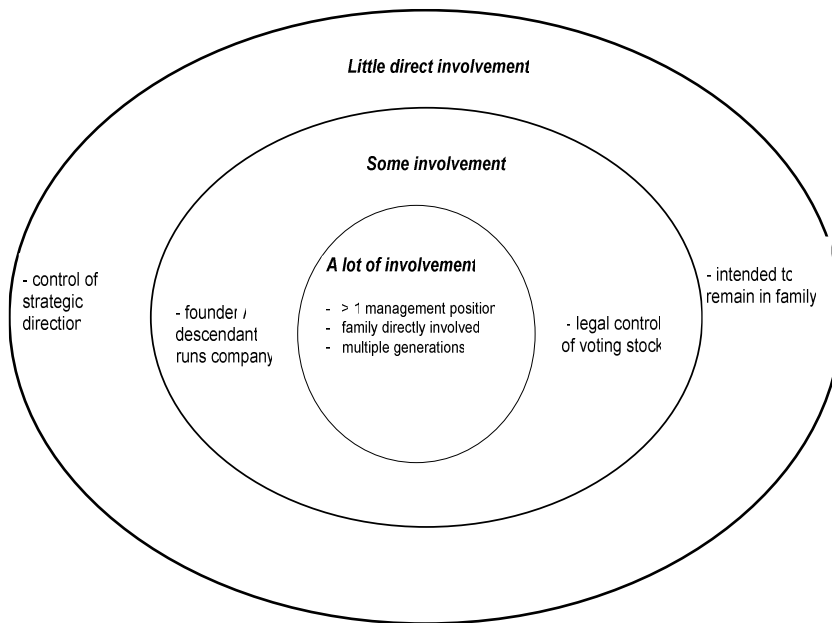 Little direct involvement
Some involvement
A lot of involvement
- > 1 management position
- family directly involved
- multiple generations
- control of
strategic
direction
- founder /
descendant
runs company
- legal control
of voting stock
- intended to
remain in family